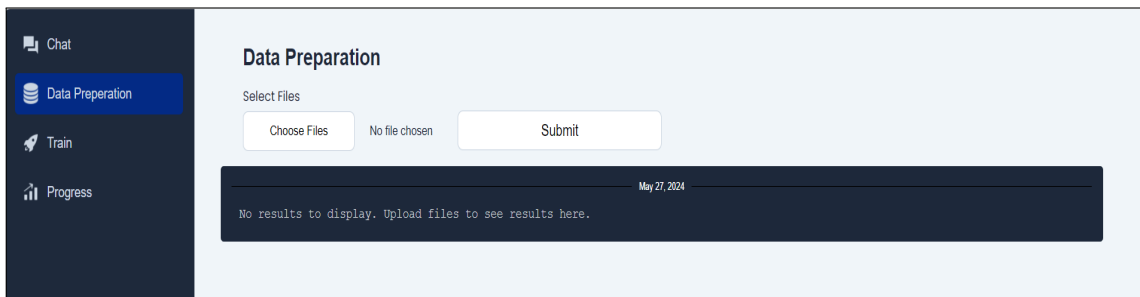 Chat
Data Preperation
Train
Progress
Data Preparation
Select Files
Choose Files No file chosen Submit
May 27, 2024
No results to display. Upload files to see results here.